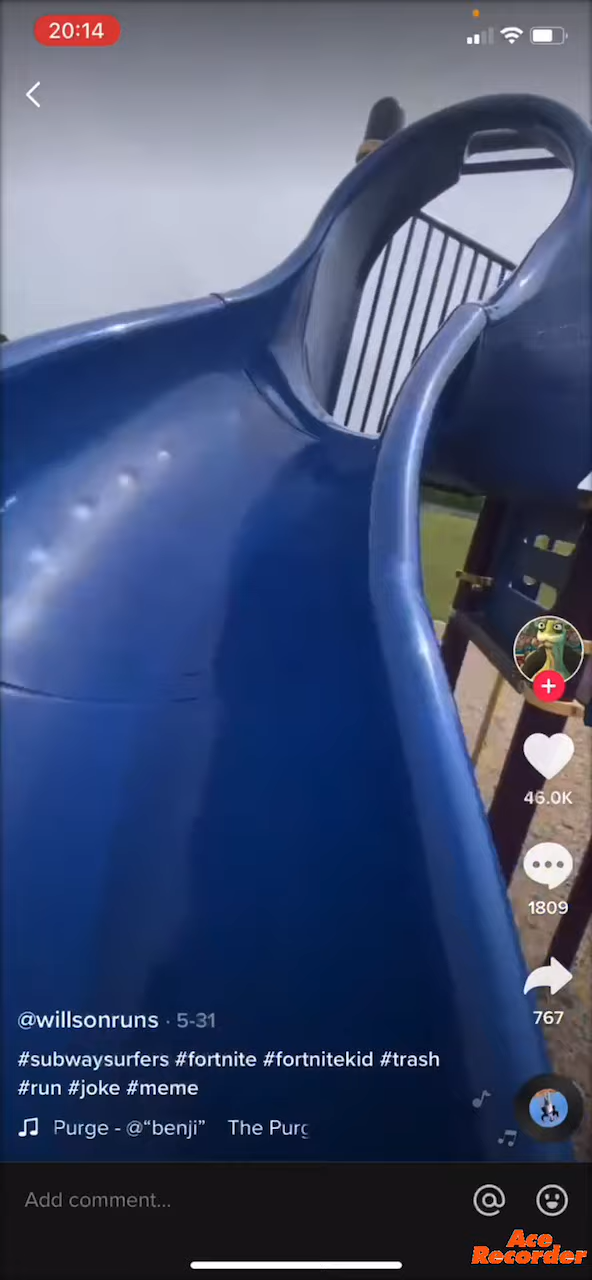 20:14
46.0K
1809
767
@willsonruns · 5-31
#subwaysurfers #fortnite #fortnitekid #trash
#run #joke #meme
Purge - @“benji” The Purg
Add comment...
Ace
Recorder